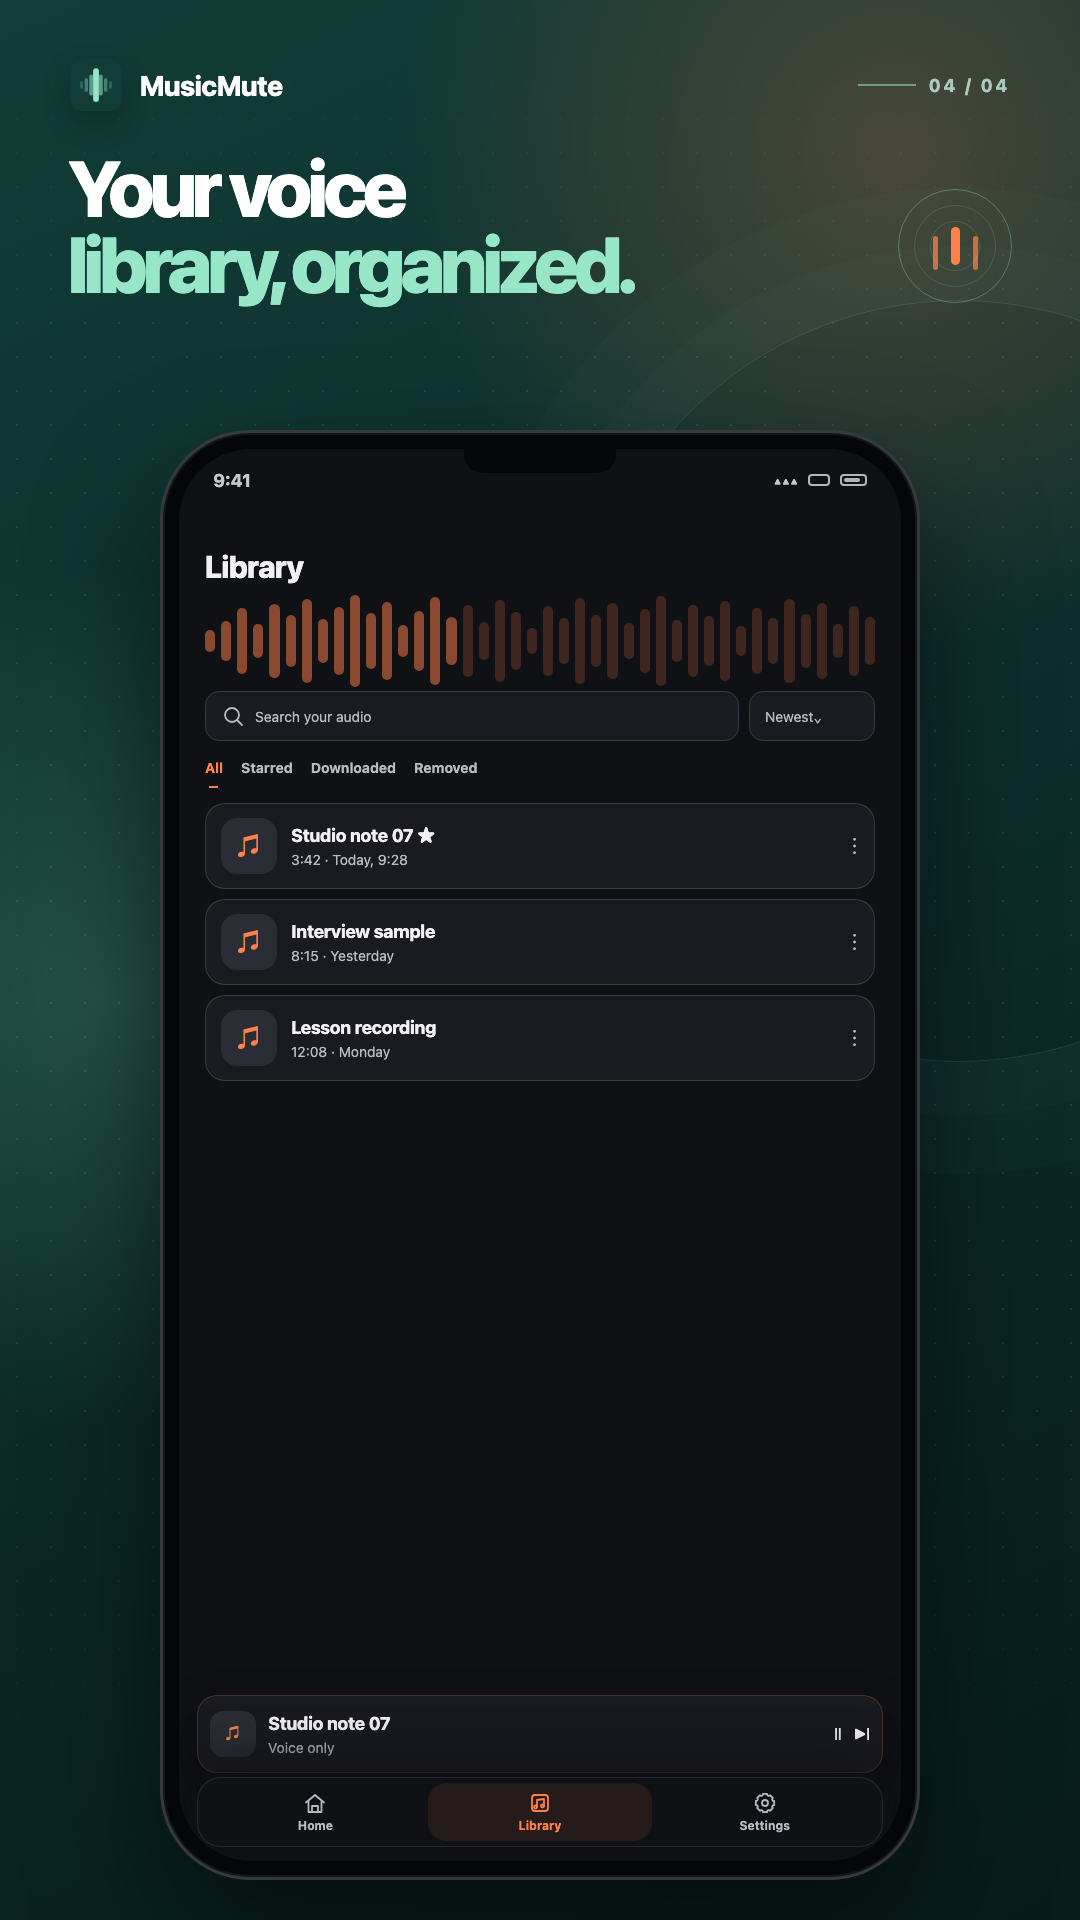 MusicMute
04 / 04
Your voice
library, organized.
9:41
Library
Search your audio
Newest
All Starred Downloaded Removed
Studio note 07 ★
3:42 · Today, 9:28
Interview sample
8:15 · Yesterday
Lesson recording
12:08 · Monday
Studio note 07
Voice only
Home Library Settings